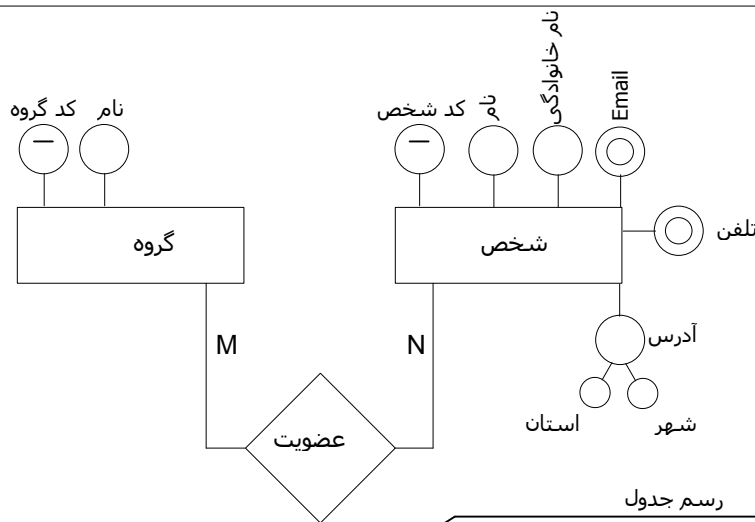 کد شخص
نام
نام خانوادگی
Email
کد گروه
نام
تلفن
شخص
گروه
آدرس
N
M
شهر
استان
عضویت
رسم جدول